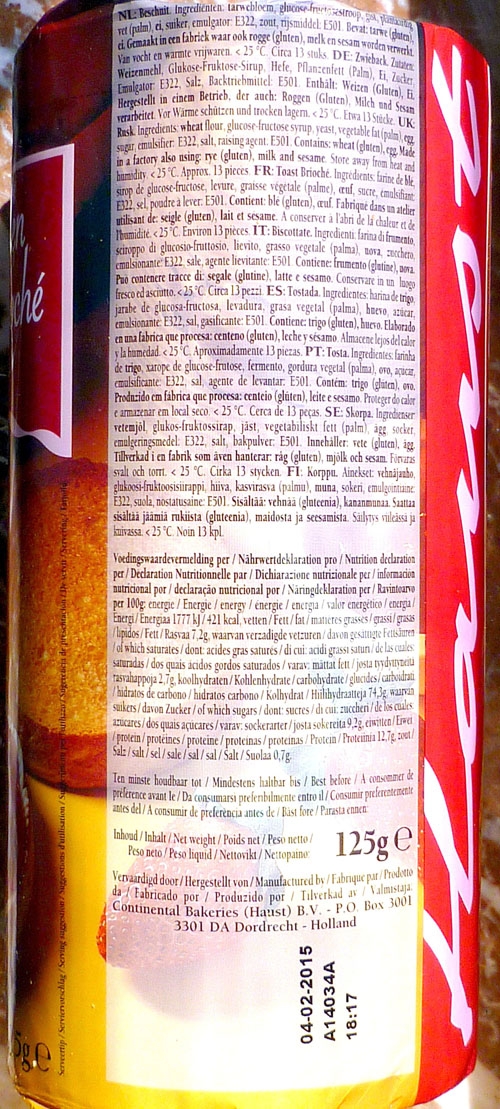 NL: Beschuit. Ingrediënten: tarwebloem, glucose-fructosestroop, gist, plantaardig
vet (palm), ei, suiker, emulgator: E322, zout, rijsmiddel: E501. Bevat: tarwe (gluten),
ei. Gemaakt in een fabriek waar ook rogge (gluten), melk en sesam worden verwerkt.
Van vocht en warmte vrijwaren. < 25 °C. Circa 13 stuks. DE: Zwieback. Zutaten:
Weizenmehl, Glukose-Fruktose-Sirup, Hefe, Pflanzenfett (Palm), Ei, Zucker,
Emulgator: E322, Salz, Backtriebmittel: E501. Enthält: Weizen (Gluten), Ei.
Hergestellt in einem Betrieb, der auch: Roggen (Gluten), Milch und Sesam
verarbeitet. Vor Wärme schützen und trocken lagern. < 25 °C. Etwa 13 Stücke. UK:
Rusk. Ingredients: wheat flour, glucose-fructose syrup, yeast, vegetable fat (palm), egg,
sugar, emulsifier: E322, salt, raising agent. E501. Contains: wheat (gluten), egg. Made
in a factory also using: rye (gluten), milk and sesame. Store away from heat and
humidity. < 25 °C. Approx. 13 pieces. FR: Toast Brioché. Ingrédients: farine de blé,
sirop de glucose-fructose, levure, graisse végétale (palme), œuf, sucre, émulsifiant:
E322, sel, poudre à lever: E501. Contient: blé (gluten), œuf. Fabriqué dans un atelier
utilisant de: seigle (gluten), lait et sesame. A conserver à l'abri de la chaleur et de
l'humidité. < 25 °C. Environ 13 pièces. IT: Biscottate. Ingredienti: farina di frumento,
sciroppo di glucosio-fruttosio, lievito, grasso vegetale (palma), nova, zucchero,
emulsionante: E322, sale, agente lievitante: E501. Contiene: frumento (glutine), nova.
Può contenere tracce di: segale (glutine), latte e sesamo. Conservare in un luogo
fresco ed asciutto. < 25 °C Circa 13 pezzi. ES: Tostada. Ingredientes: harina de trigo,
jarabe de glucosa-fructosa, levadura, grasa vegetal (palma), huevo, azúcar,
emulsionante: E322, sal, gasificante: E501. Contiene: trigo (gluten), huevo. Elaborado
en una fábrica que procesa: centeno (gluten), leche y sésamo. Almacene lejos del calor
y la humedad. < 25 °C. Aproximadamente 13 piezas. PT: Tosta. Ingredientes: farinha
de trigo, xarope de glucose-frutose, fermento, gordura vegetal (palma), ovo, açúcar,
emulsificante: E322, sal, agente de levantar: E501. Contém: trigo (gluten), ovo.
Produzido em fábrica que procesa: centeio (glúten), leite e sesamo. Proteger do calor
e armazenar em local seco. < 25 °C. Cerca de 13 peças. SE: Skorpa. Ingredienser:
vetemjöl, glukos-fruktossirap, jäst, vegetabiliskt fett (palm), ägg, socker,
emulgeringsmedel: E322, salt, bakpulver: E501. Innehåller: vete (gluten), ägg.
Tillverkad i en fabrik som även hanterar: råg (gluten), mjölk och sesam. Förvaras
svalt och torrt. < 25 °C. Cirka 13 stycken. FI: Korppu. Ainekset: vehnäjauho,
glukoosi-fruktoosisiirappi, hiiva, kasvirasva (palmu), muna, sokeri, emulgointiaine:
E322, suola, nostatusaine: E501. Sisältää: vehnää (gluteenia), kananmunaa. Saattaa
sisältää jäämiä rukiista (gluteenia), maidosta ja seesamista. Säilytys viileässä ja
kuivassa. < 25 °C. Noin 13 kpl.
Voedingswaardevermelding per / Nährwertdeklaration pro / Nutrition declaration
per / Déclaration Nutritionnelle par / Dichiarazione nutrizionale per / información
nutricional por / declaração nutricional por / Näringdeklaration per / Ravintoarvo
per 100g: energie / Energie / energy / énergie / energia / valor energético / energia /
Energi / Energiaa 1777 kJ / 421 kcal, vetten / Fett / fat / matières grasses / grassi / grasas
/ lípidos / Fett / Rasvaa 7,2g, waarvan verzadigde vetzuren / davon gesättigte Fettsäuren
/ of which saturates / dont: acides gras saturés / di cui: acidi grassi saturi / de las cuales:
saturadas / dos quais ácidos gordos saturados / varav: mättat fett / josta tyydyttyneitä
rasvahappoja 2,7g, koolhydraten / Kohlenhydrate / carbohydrate / glucides / carboidrati
/ hidratos de carbono / hidratos carbono / Kolhydrat / Hiilihydraatteja 74,3g, waarvan
suikers / davon Zucker / of which sugars / dont: sucres / di cui: zuccheri / de los cuales:
azúcares / dos quais açúcares / varav: sockerarter / josta sokereita 9,2g, eiwitten / Eiweiß
/ protein / protéines / proteine / proteínas / proteínas / Protein / Proteiinia 12,7g, zout /
Salz / salt / sel / sale / sal / sal / Salt / Suolaa 0,7g.
Ten minste houdbaar tot / Mindestens haltbar bis / Best before / A consommer de
preference avant le / Da consumarsi preferibilmente entro il / Consumir preferentemente
antes del / A consumir de preferência antes de / Bäst före / Parasta ennen:
Inhoud / Inhalt / Net weight / Poids net / Peso netto /
Peso neto / Peso liquid / Nettovikt / Nettopaino:
125g e
Vervaardigd door / Hergestellt von / Manufactured by / Fabriqué par / Prodotto
da / Fabricado por / Produzido por / Tilverkad av / Valmistaja:
Continental Bakeries (Haust) B.V. - P.O. Box 3001
3301 DA Dordrecht - Holland
04-02-2015
A14034A
18:17
Haust
ché
5g e